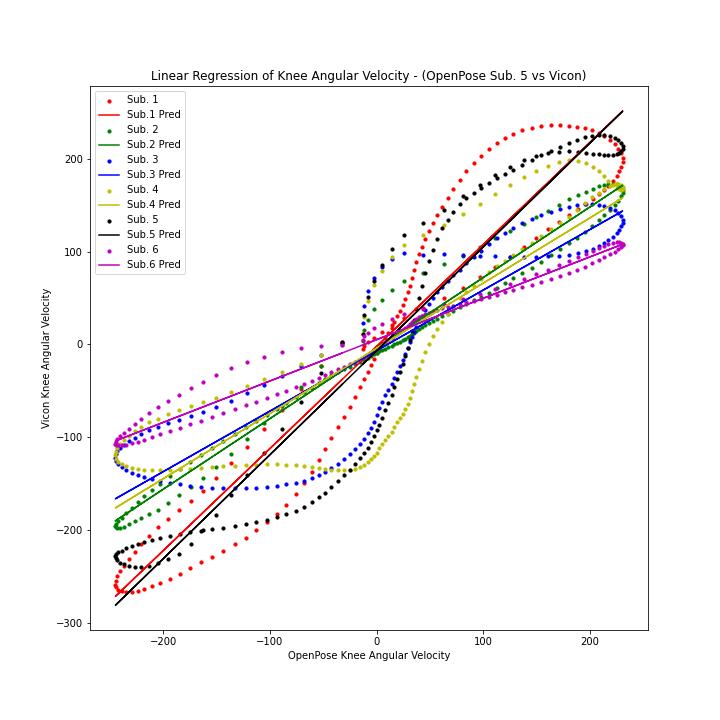 Linear Regression of Knee Angular Velocity - (OpenPose Sub. 5 vs Vicon)
Sub. 1
Sub.1 Pred
Sub. 2
Sub.2 Pred
Sub. 3
Sub.3 Pred
Sub. 4
Sub.4 Pred
Sub. 5
Sub.5 Pred
Sub. 6
Sub.6 Pred
Vicon Knee Angular Velocity
200
100
0
−100
−200
−300
−200 −100 0 100 200
OpenPose Knee Angular Velocity